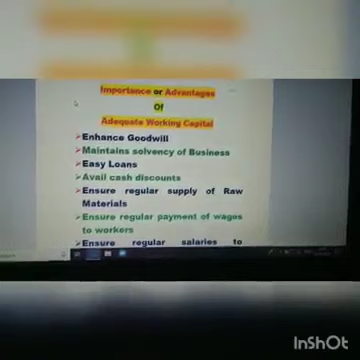 Importance or Advantages
Of
Adequate Working Capital
Enhance Goodwill
Maintains solvency of Business
Easy Loans
Avail cash discounts
Ensure regular supply of Raw
Materials
Ensure regular payment of wages
to workers
Ensure regular salaries to
InShOt